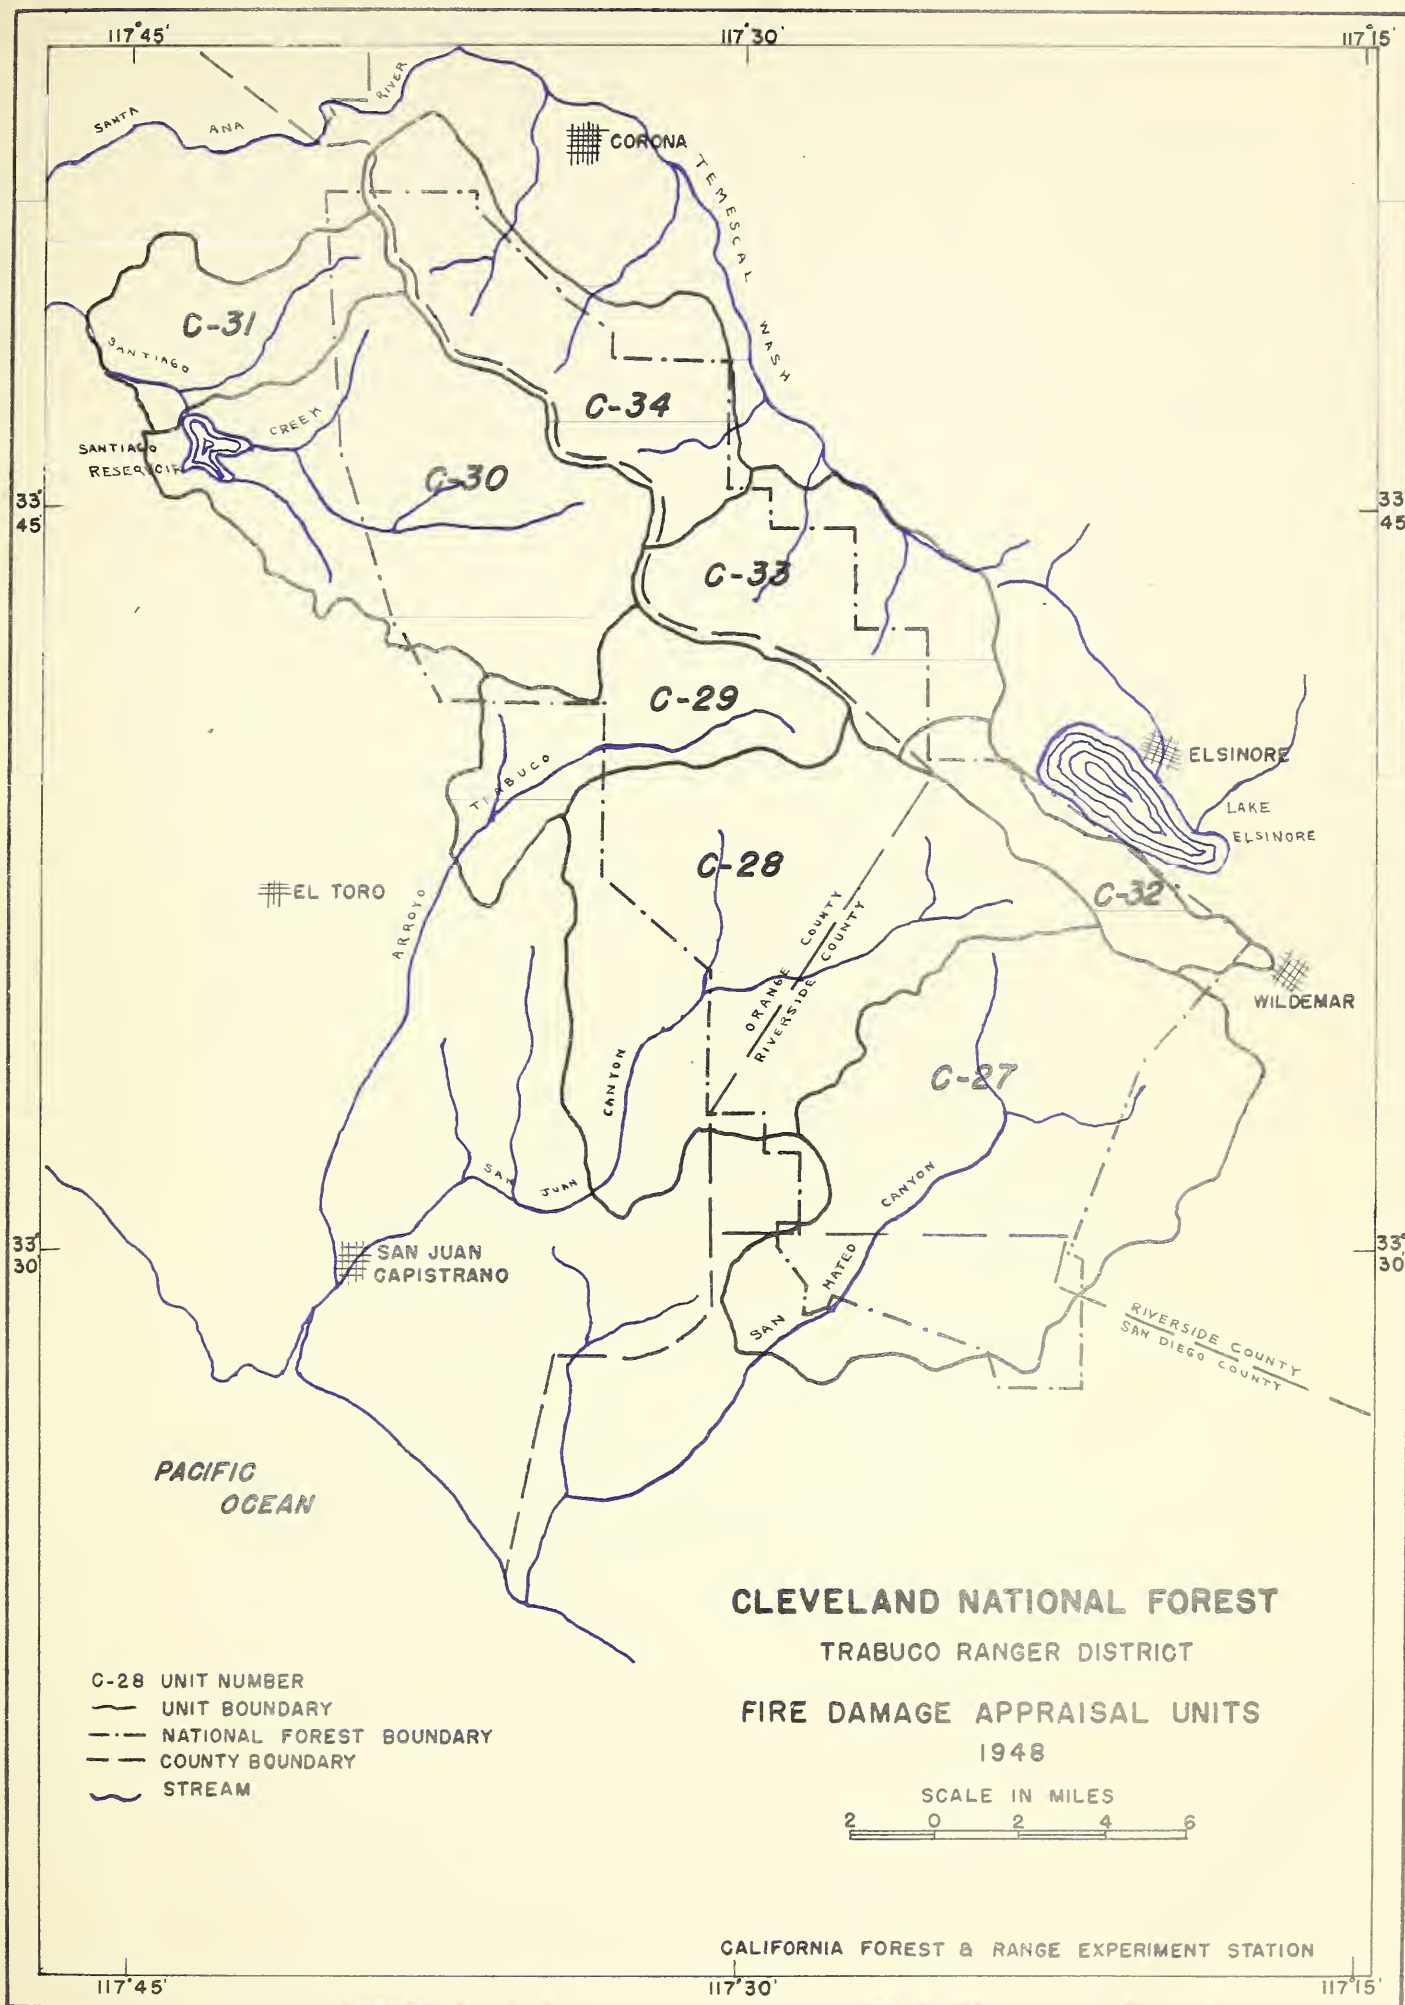 117°45'
117°30'
117°15'
SANTA ANA RIVER
CORONA
TEMESCAL WASH
C-31
SANTIAGO CREEK
C-34
SANTIAGO
RESERVOIR
C-30
33°
45'
33°
45'
C-33
C-29
TRABUCO
ELSINORE
LAKE
ELSINORE
C-28
EL TORO
C-32
ARROYO
ORANGE COUNTY
RIVERSIDE COUNTY
WILDEMAR
CANYON
C-27
SAN JUAN
CANYON
33°
30'
SAN JUAN
CAPISTRANO
33°
30'
SAN MATEO
RIVERSIDE COUNTY
SAN DIEGO COUNTY
PACIFIC
OCEAN
CLEVELAND NATIONAL FOREST
TRABUCO RANGER DISTRICT
FIRE DAMAGE APPRAISAL UNITS
1948
SCALE IN MILES
2 0 2 4 6
C-28 UNIT NUMBER
UNIT BOUNDARY
NATIONAL FOREST BOUNDARY
COUNTY BOUNDARY
STREAM
CALIFORNIA FOREST & RANGE EXPERIMENT STATION
117°45'
117°30'
117°15'